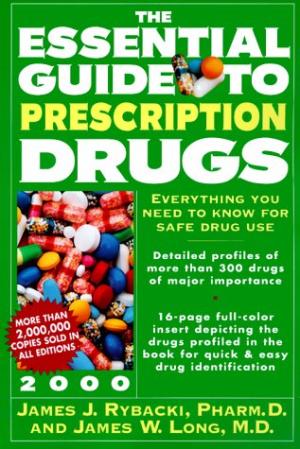 THE
ESSENTIAL
GUIDE TO
PRESCRIPTION
DRUGS
EVERYTHING YOU
NEED TO KNOW FOR
SAFE DRUG USE
Detailed profiles of
more than 300 drugs
of major importance
•
16-page full-color
insert depicting the
drugs profiled in the
book for quick & easy
drug identification
MORE THAN
2,000,000
COPIES SOLD IN
ALL EDITIONS
2000
JAMES J. RYBACKI, PHARM.D.
AND JAMES W. LONG, M.D.